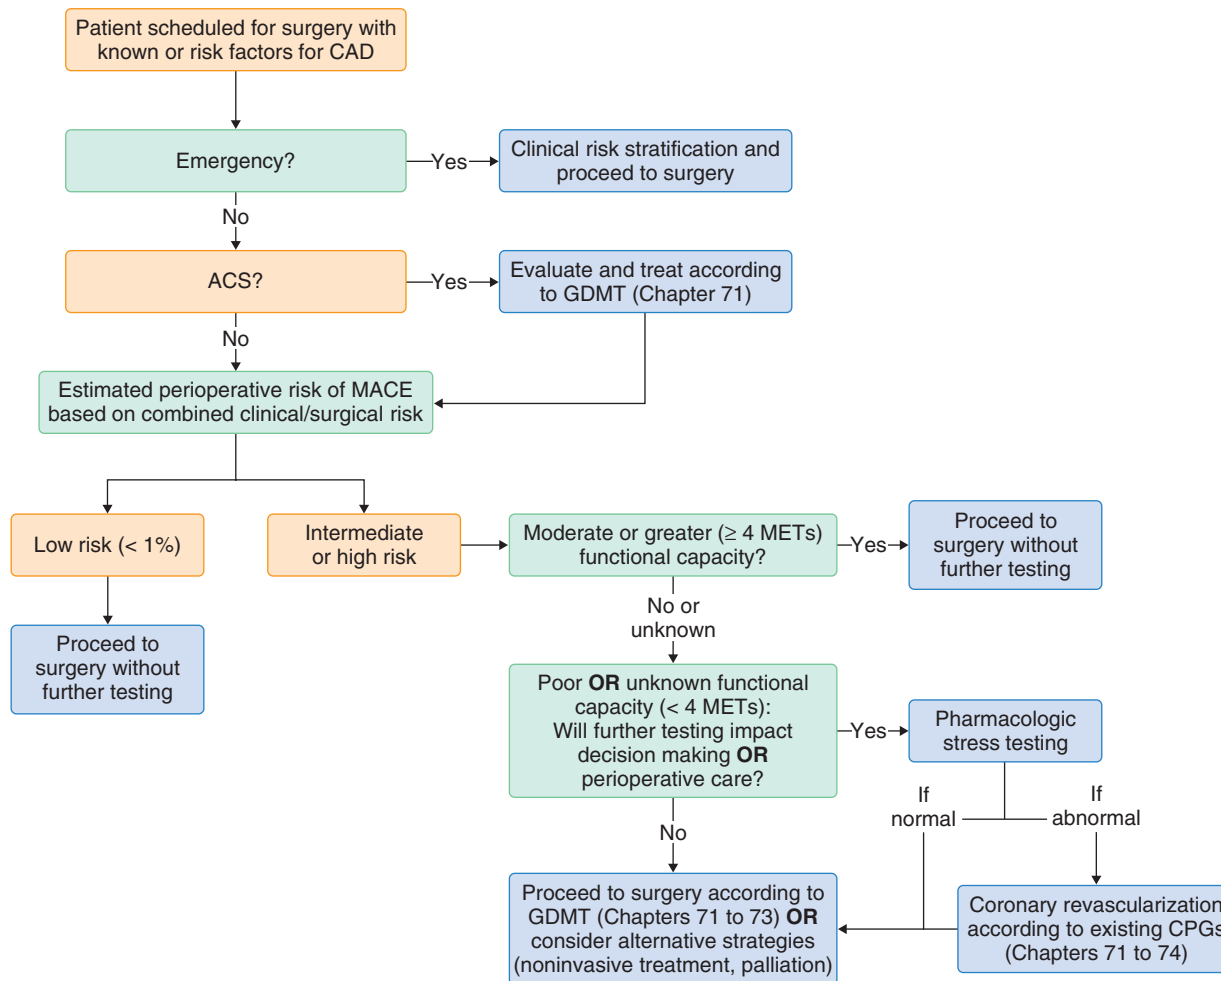 Patient scheduled for surgery with
known or risk factors for CAD
Emergency?
Yes
Clinical risk stratification and
proceed to surgery
No
ACS?
Yes
Evaluate and treat according
to GDMT (Chapter 71)
No
Estimated perioperative risk of MACE
based on combined clinical/surgical risk
Low risk (< 1%)
Intermediate
or high risk
Moderate or greater (≥ 4 METs)
functional capacity?
Yes
Proceed to
surgery without
further testing
No or
unknown
Proceed to
surgery without
further testing
Poor OR unknown functional
capacity (< 4 METs):
Will further testing impact
decision making OR
perioperative care?
Yes
Pharmacologic
stress testing
If
normal
If
abnormal
No
Proceed to surgery according to
GDMT (Chapters 71 to 73) OR
consider alternative strategies
(noninvasive treatment, palliation)
Coronary revascularization
according to existing CPGs
(Chapters 71 to 74)